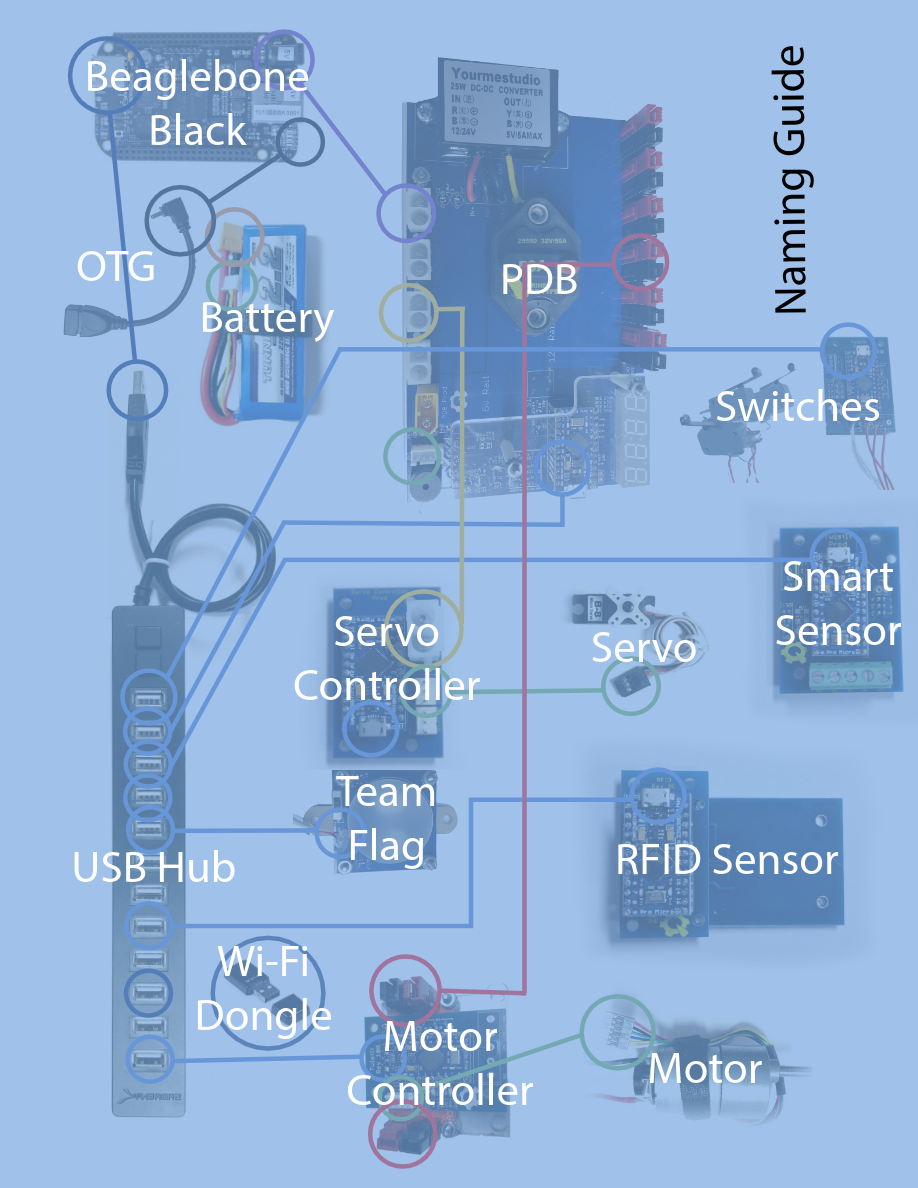 Naming Guide
Beaglebone
Black
Yourmestudio
25W DC-DC CONVERTER
IN
OUT
12/24V
5V/5AMAX
OTG
Battery
PDB
Switches
Smart
Sensor
Servo
Controller
Servo
Team
Flag
USB Hub
RFID Sensor
Wi-Fi
Dongle
Motor
Controller
Motor